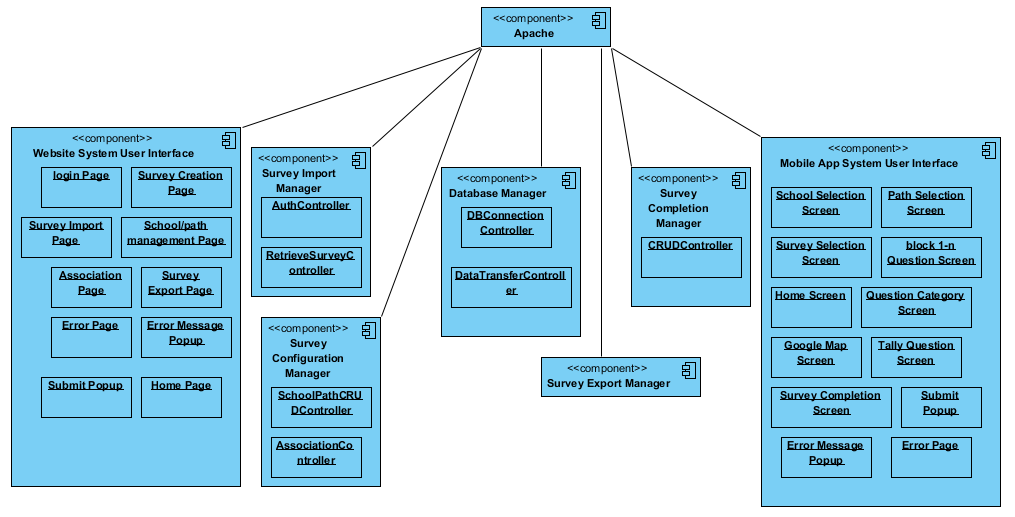 <<component>>
Apache
<<component>>
Website System User Interface
login Page
Survey Creation
Page
Survey Import
Page
School/path
management Page
Association
Page
Survey
Export Page
Error Page
Error Message
Popup
Submit Popup
Home Page
<<component>>
Survey Import
Manager
AuthController
RetrieveSurveyC
ontroller
<<component>>
Survey
Configuration
Manager
SchoolPathCRU
DController
AssociationCo
ntroller
<<component>>
Database Manager
DBConnection
Controller
DataTransferControll
er
<<component>>
Survey Export Manager
<<component>>
Survey
Completion
Manager
CRUDController
<<component>>
Mobile App System User Interface
School Selection
Screen
Path Selection
Screen
Survey Selection
Screen
block 1-n
Question Screen
Home Screen
Question Category
Screen
Google Map
Screen
Tally Question
Screen
Survey Completion
Screen
Submit
Popup
Error Message
Popup
Error Page